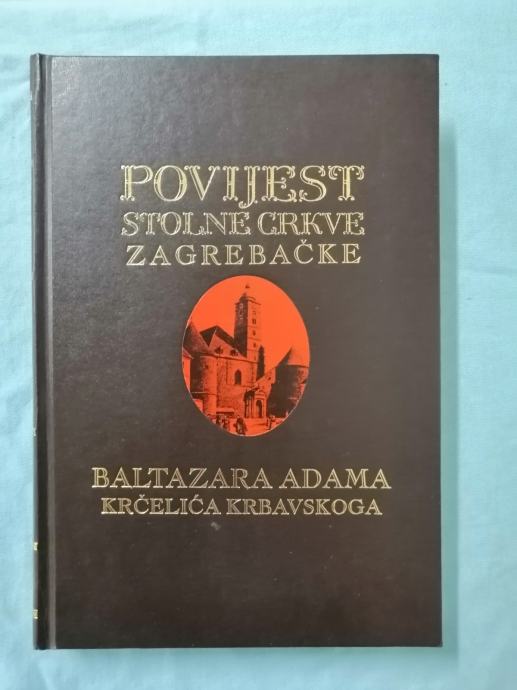 POVIJEST
STOLNE CRKVE
ZAGREBAČKE
BALTAZARA ADAMA
KRČELIĆA KRBAVSKOGA